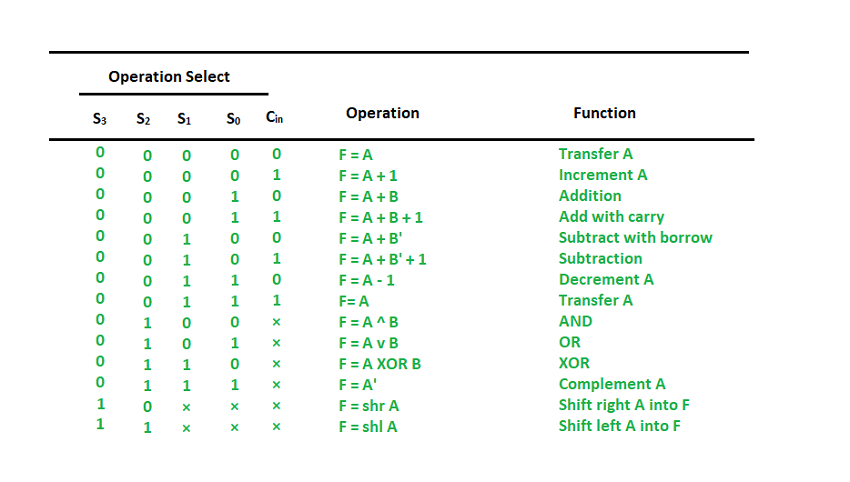 Operation Select
S3 S2 S1 S0 Cin Operation Function
0 0 0 0 0 F = A Transfer A
0 0 0 0 1 F = A + 1 Increment A
0 0 0 1 0 F = A + B Addition
0 0 0 1 1 F = A + B + 1 Add with carry
0 0 1 0 0 F = A + B' Subtract with borrow
0 0 1 0 1 F = A + B' + 1 Subtraction
0 0 1 1 0 F = A - 1 Decrement A
0 0 1 1 1 F= A Transfer A
0 1 0 0 × F = A ^ B AND
0 1 0 1 × F = A v B OR
0 1 1 0 × F = A XOR B XOR
0 1 1 1 × F = A' Complement A
1 0 × × × F = shr A Shift right A into F
1 1 × × × F = shl A Shift left A into F